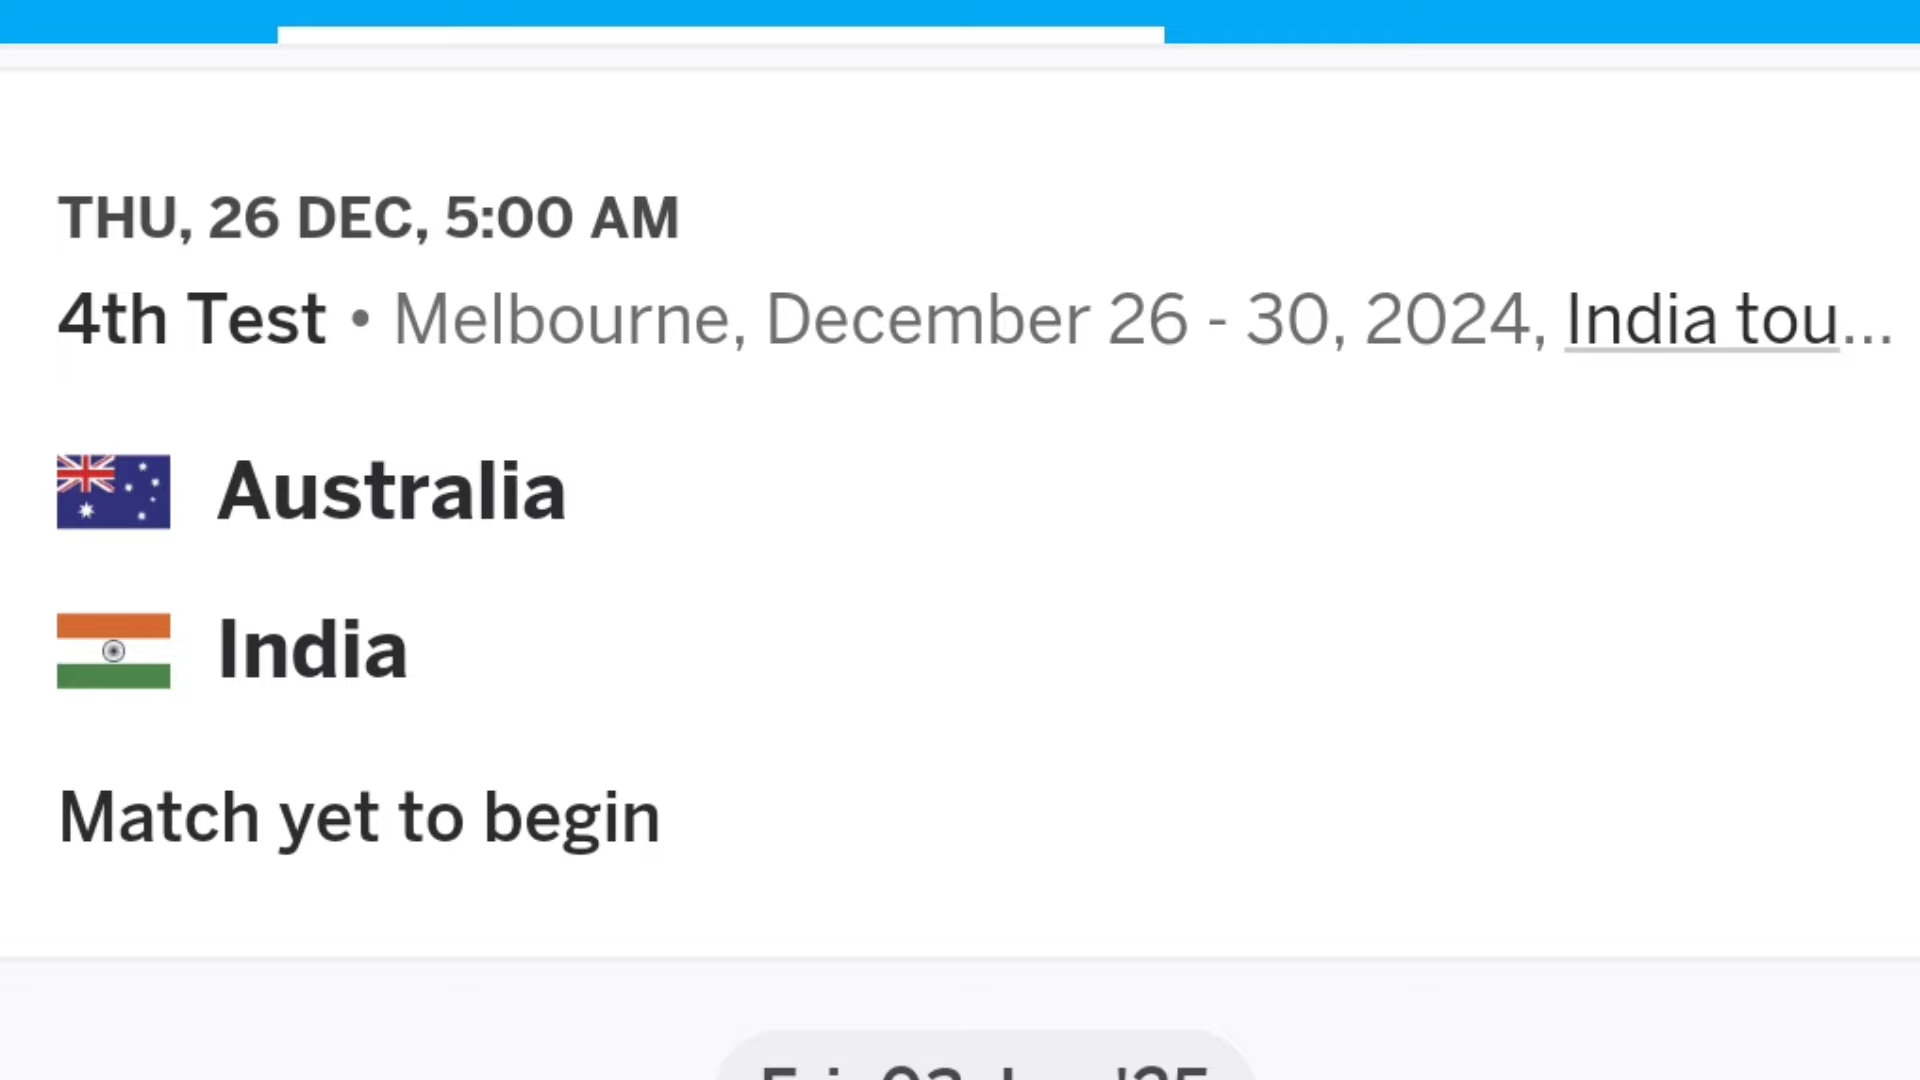 THU, 26 DEC, 5:00 AM
4th Test • Melbourne, December 26 - 30, 2024, India tou...
Australia
India
Match yet to begin